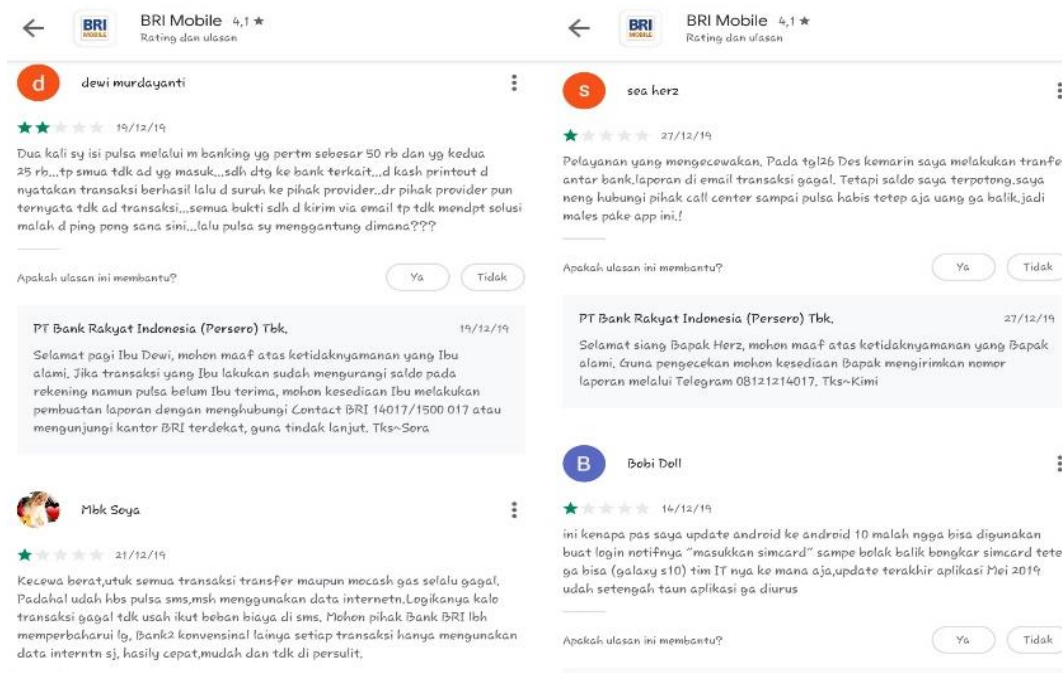 BRI Mobile 4,1 ★
BRI
MOBILE
Rating dan ulasan
d
dewi murdayanti
19/12/19
Dua kali sy isi pulsa melalui m banking yg pertm sebesar 50 rb dan yg kedua
25 rb,,,tp smua tdk ad yg masuk,,,sdh dtg ke bank terkait,,,d kash printout d
nyatakan transaksi berhasil lalu d suruh ke pihak provider..dr pihak provider pun
ternyata tdk ad transaksi,,,semua bukti sdh d kirim via email tp tdk mendpt solusi
malah d ping pong sana sini,,,lalu pulsa sy menggantung dimana???
Apakah ulasan ini membantu?
Ya
Tidak
PT Bank Rakyat Indonesia (Persero) Tbk.
19/12/19
Selamat pagi Ibu Dewi, mohon maaf atas ketidaknyamanan yang Ibu
alami. Jika transaksi yang Ibu lakukan sudah mengurangi saldo pada
rekening namun pulsa belum Ibu terima, mohon kesediaan Ibu melakukan
pembuatan laporan dengan menghubungi Contact BRI 14017/1500 017 atau
mengunjungi kantor BRI terdekat, guna tindak lanjut. Tks~Sora
Mbk Soya
21/12/19
Kecewa berat,utuk semua transaksi transfer maupun mocash gas selalu gagal.
Padahal udah hbs pulsa sms,msh menggunakan data internetn.Logikanya kalo
transaksi gagal tdk usah ikut beban biaya di sms. Mohon pihak Bank BRI lbh
memperbaharui lg, Bank2 konvensinal lainya setiap transaksi hanya mengunakan
data interntn sj, hasily cepat,mudah dan tdk di persulit.
BRI Mobile 4,1 ★
BRI
MOBILE
Rating dan ulasan
s
sea herz
27/12/19
Pelayanan yang mengecewakan. Pada tgl26 Des kemarin saya melakukan tranfe
antar bank.laporan di email transaksi gagal. Tetapi saldo saya terpotong.saya
neng hubungi pihak call center sampai pulsa habis tetep aja uang ga balik.jadi
males pake app ini.!
Apakah ulasan ini membantu?
Ya
Tidak
PT Bank Rakyat Indonesia (Persero) Tbk.
27/12/19
Selamat siang Bapak Herz, mohon maaf atas ketidaknyamanan yang Bapak
alami. Guna pengecekan mohon kesediaan Bapak mengirimkan nomor
laporan melalui Telegram 08121214017. Tks~Kimi
B
Bobi Doll
14/12/19
ini kenapa pas saya update android ke android 10 malah ngga bisa digunakan
buat login notifnya "masukkan simcard" sampe bolak balik bongkar simcard tete
ga bisa (galaxy s10) tim IT nya ke mana aja,update terakhir aplikasi Mei 2019
udah setengah taun aplikasi ga diurus
Apakah ulasan ini membantu?
Ya
Tidak